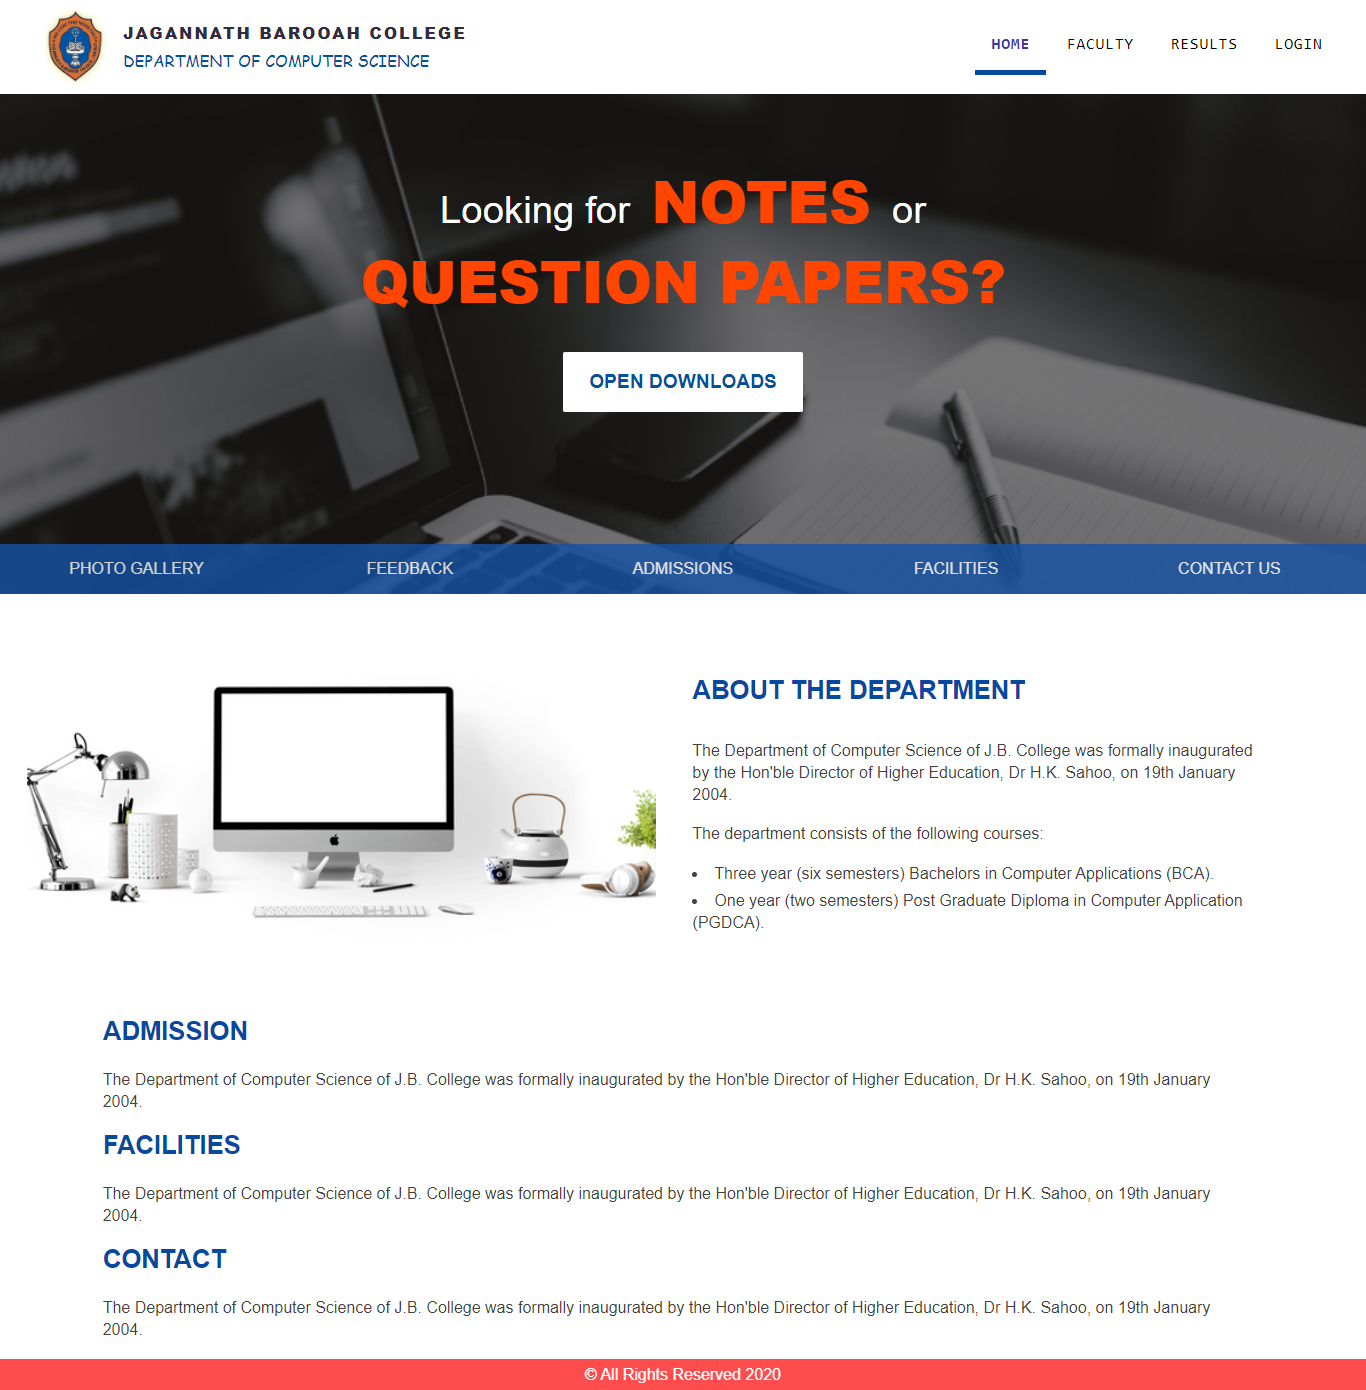 JAGANNATH BAROOAH COLLEGE
DEPARTMENT OF COMPUTER SCIENCE
HOME FACULTY RESULTS LOGIN
Looking for NOTES or
QUESTION PAPERS?
OPEN DOWNLOADS
PHOTO GALLERY FEEDBACK ADMISSIONS FACILITIES CONTACT US
ABOUT THE DEPARTMENT
The Department of Computer Science of J.B. College was formally inaugurated
by the Hon'ble Director of Higher Education, Dr H.K. Sahoo, on 19th January
2004.
The department consists of the following courses:
• Three year (six semesters) Bachelors in Computer Applications (BCA).
• One year (two semesters) Post Graduate Diploma in Computer Application
(PGDCA).
ADMISSION
The Department of Computer Science of J.B. College was formally inaugurated by the Hon'ble Director of Higher Education, Dr H.K. Sahoo, on 19th January
2004.
FACILITIES
The Department of Computer Science of J.B. College was formally inaugurated by the Hon'ble Director of Higher Education, Dr H.K. Sahoo, on 19th January
2004.
CONTACT
The Department of Computer Science of J.B. College was formally inaugurated by the Hon'ble Director of Higher Education, Dr H.K. Sahoo, on 19th January
2004.
© All Rights Reserved 2020